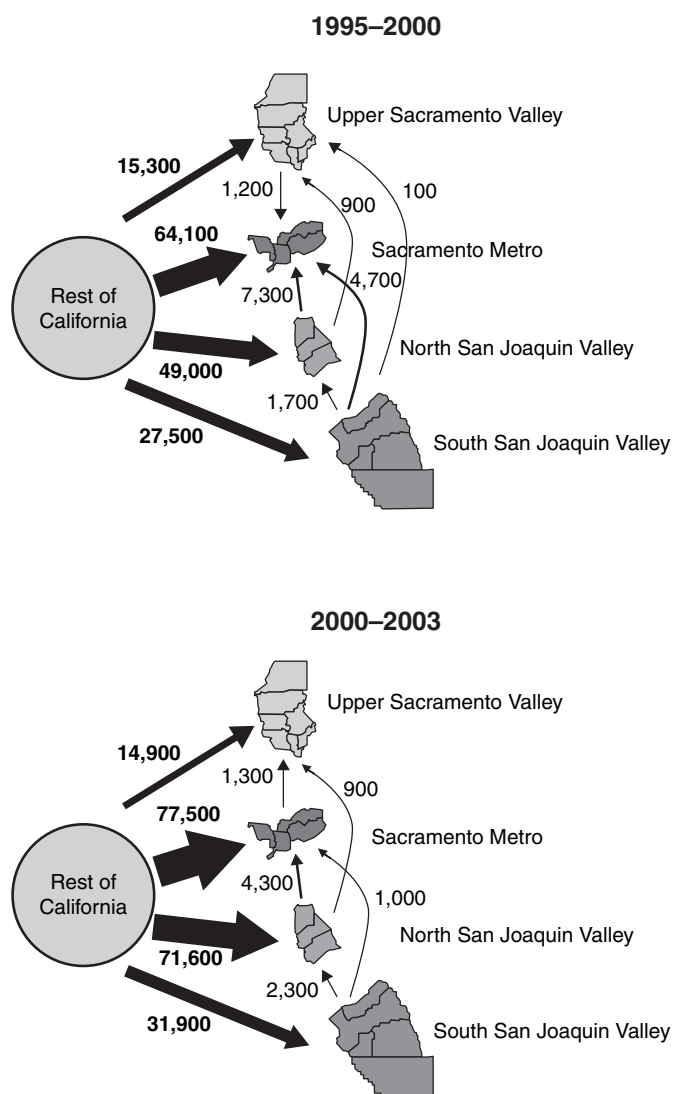 1995–2000
Upper Sacramento Valley
15,300
1,200
900
100
64,100
Sacramento Metro
4,700
7,300
Rest of
California
North San Joaquin Valley
49,000
1,700
27,500
South San Joaquin Valley
2000–2003
Upper Sacramento Valley
14,900
1,300
900
77,500
Sacramento Metro
4,300
1,000
Rest of
California
North San Joaquin Valley
71,600
2,300
31,900
South San Joaquin Valley